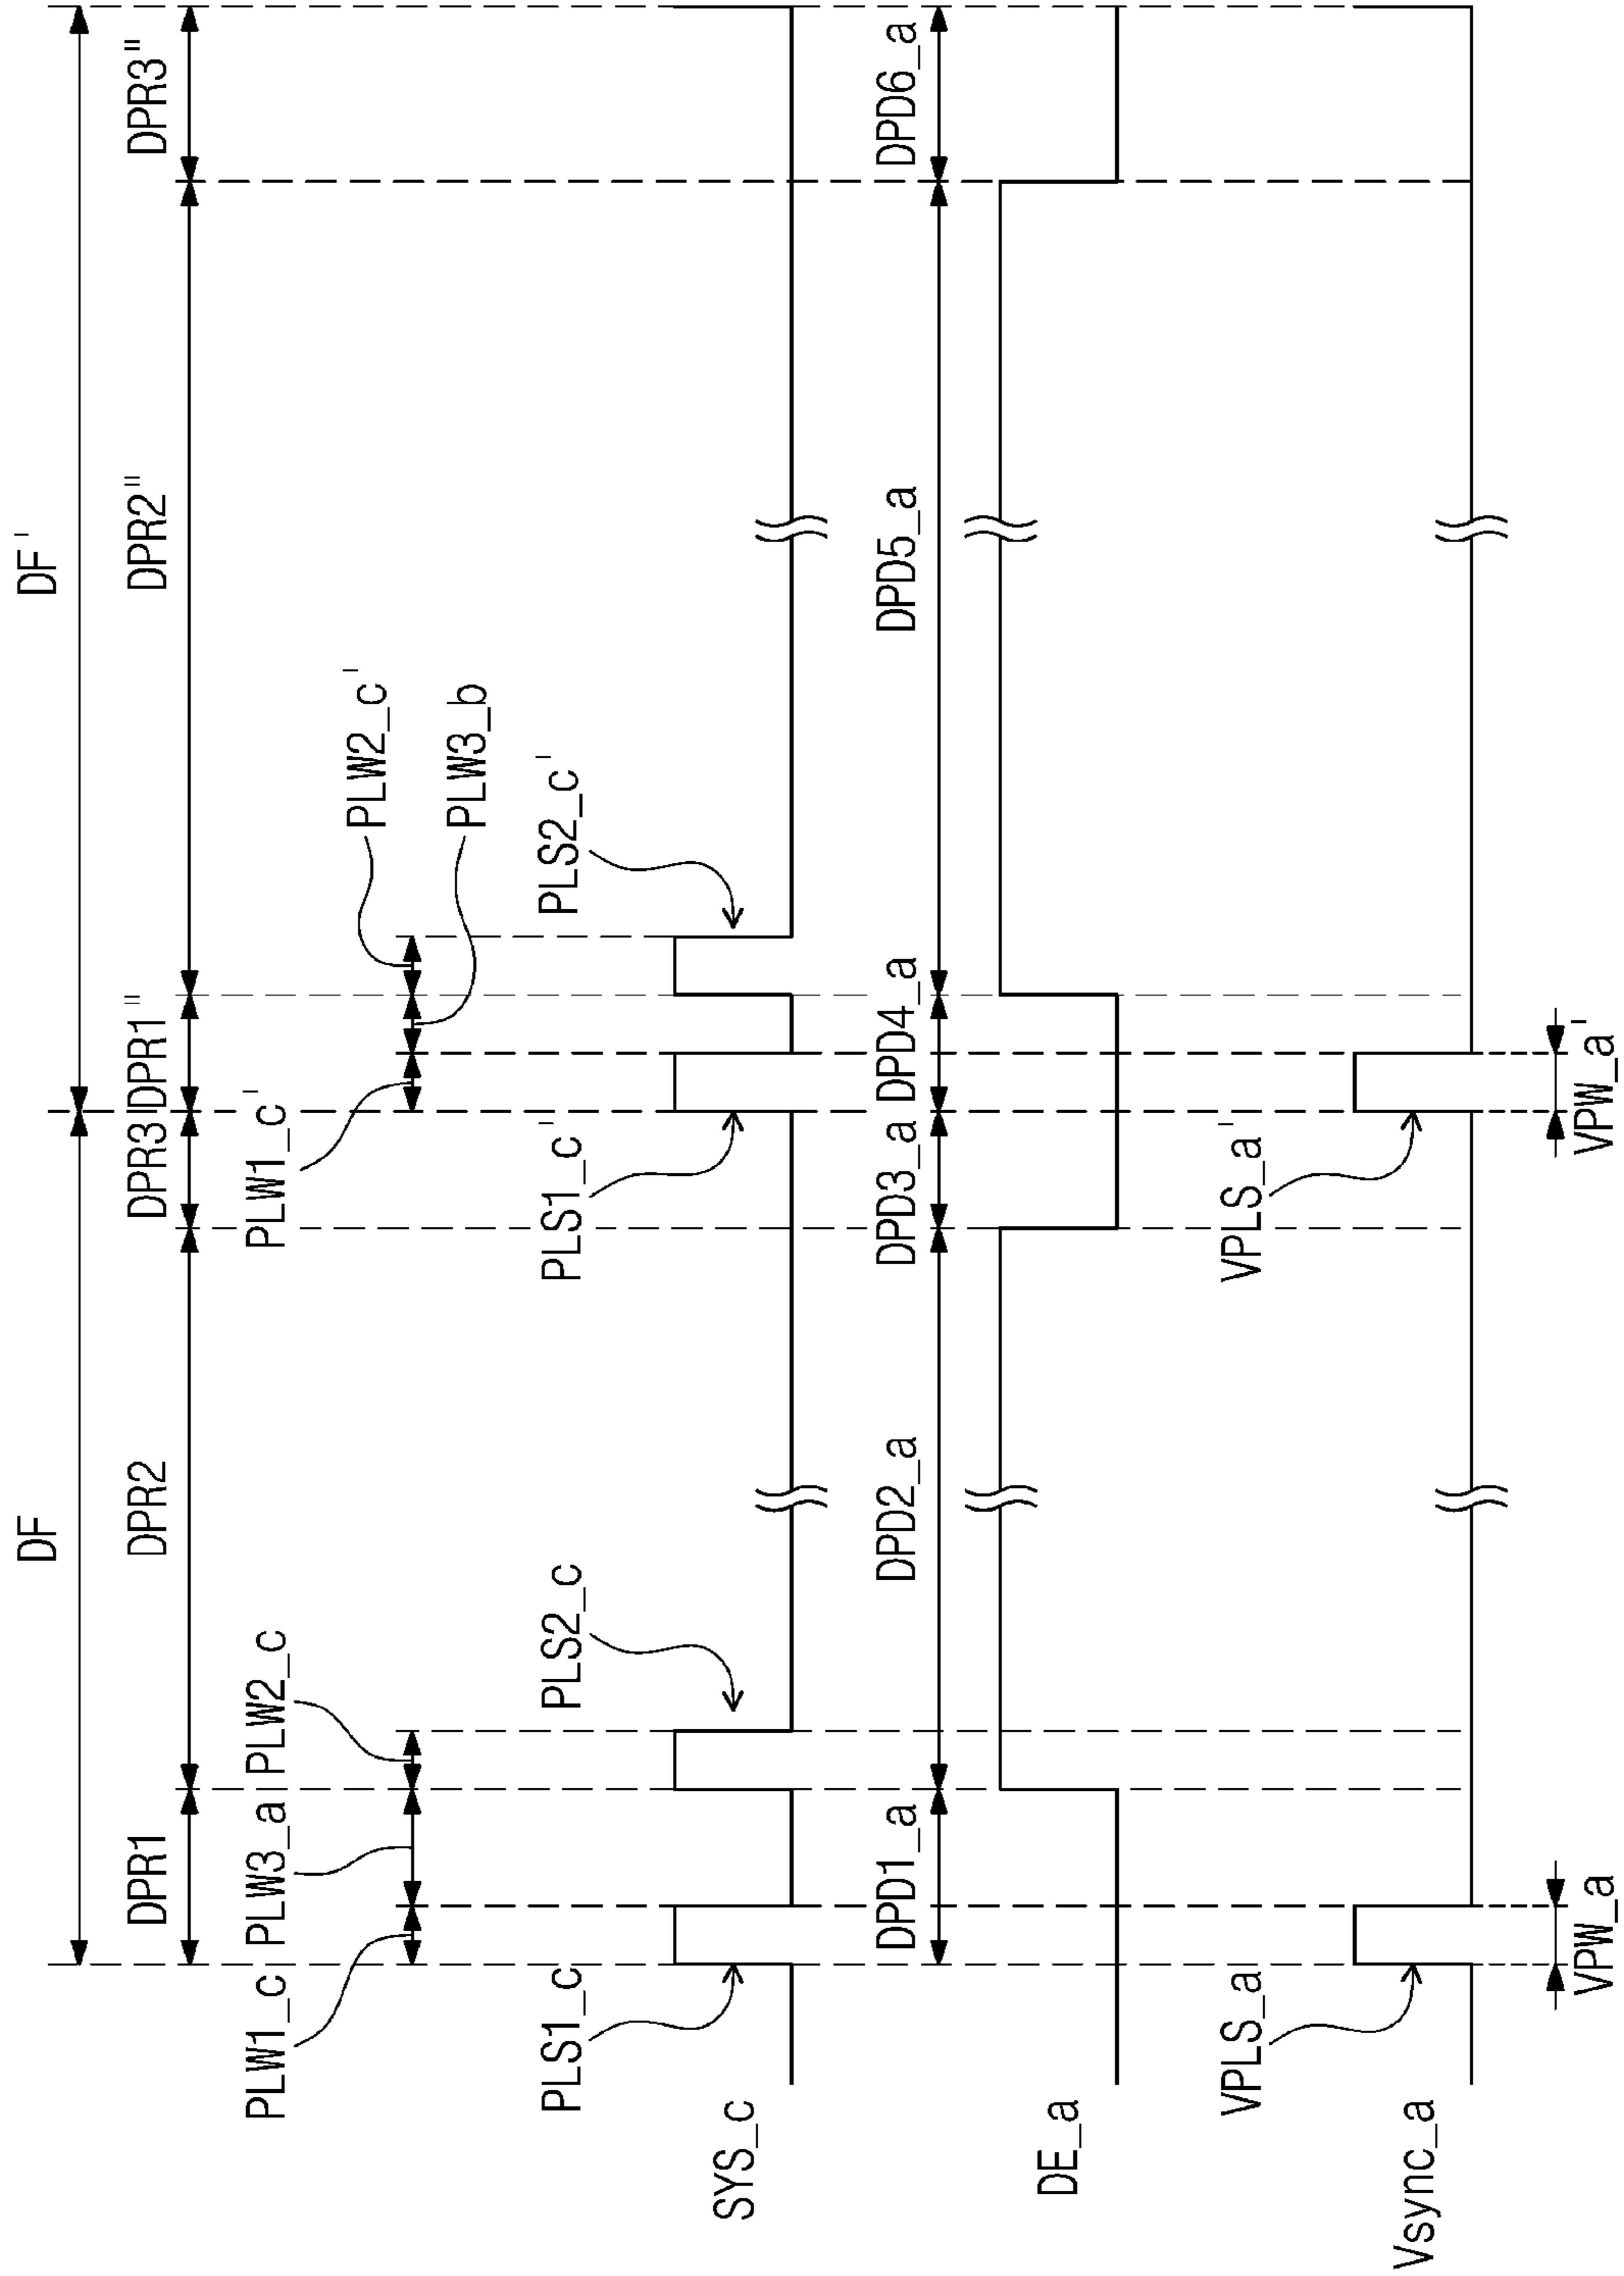 DF
DF'
DPR1
DPR2
DPR3'
DPR1"
DPR2"
DPR3"
PLW1_c
PLW3_a
PLW2_c
PLW1_c'
PLW2_c'
PLW3_b
PLS1_c
PLS2_c
PLS1_c'
PLS2_c'
SYS_c
DPD1_a
DPD2_a
DPD3_a
DPD4_a
DPD5_a
DPD6_a
DE_a
VPLS_a
VPLS_a'
Vsync_a
VPW_a
VPW_a'